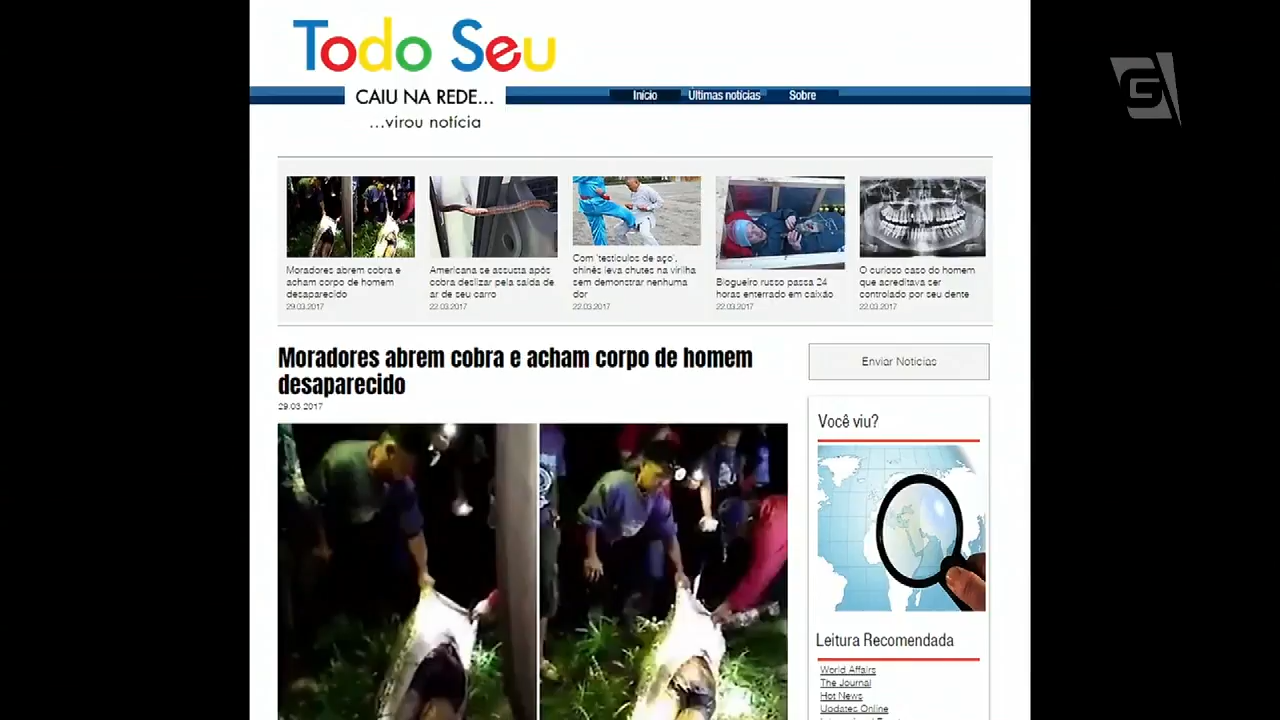 Todo Seu
CAIU NA REDE...
...virou notícia
Início
Últimas notícias
Sobre
Moradores abrem cobra e
acham corpo de homem
desaparecido
29.03.2017
Americana se assusta após
cobra deslizar pela saída de
ar de seu carro
22.03.2017
Com 'testículos de aço',
chinês leva chutes na virilha
sem demonstrar nenhuma
dor
22.03.2017
Blogueiro russo passa 24
horas enterrado em caixão
22.03.2017
O curioso caso do homem
que acreditava ser
controlado por seu dente
22.03.2017
Moradores abrem cobra e acham corpo de homem
desaparecido
29.03.2017
Enviar Notícias
Você viu?
Leitura Recomendada
World Affairs
The Journal
Hot News
Updates Online